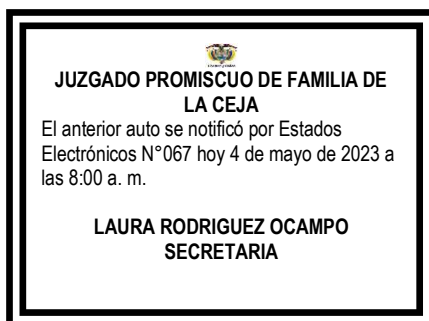 JUZGADO PROMISCUO DE FAMILIA DE
LA CEJA
El anterior auto se notificó por Estados
Electrónicos N°067 hoy 4 de mayo de 2023 a
las 8:00 a. m.
LAURA RODRIGUEZ OCAMPO
SECRETARIA